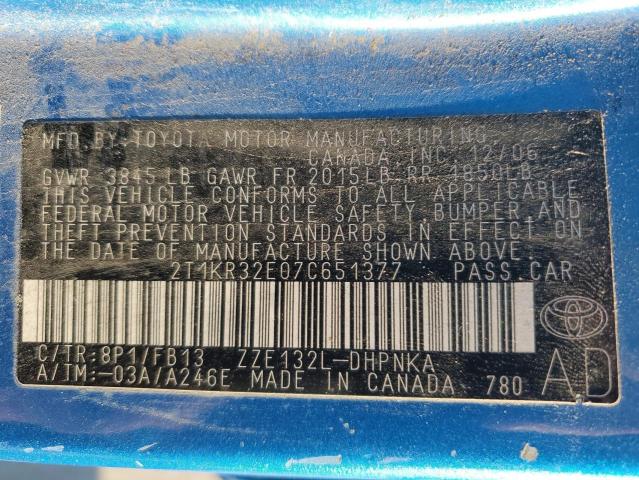 MFD. BY TOYOTA MOTOR MANUFACTURING
CANADA, INC. 12/06
GVWR 3845 LB GAWR FR 2015 LB RR 1850LB
THIS VEHICLE CONFORMS TO ALL APPLICABLE
FEDERAL MOTOR VEHICLE SAFETY, BUMPER, AND
THEFT PREVENTION STANDARDS IN EFFECT ON
THE DATE OF MANUFACTURE SHOWN ABOVE.
2T1KR32E07C651377 PASS.CAR
C/TR:8P1/FB13 ZZE132L-DHPNKA
A/TM:-03A/A246E MADE IN CANADA 780
AD